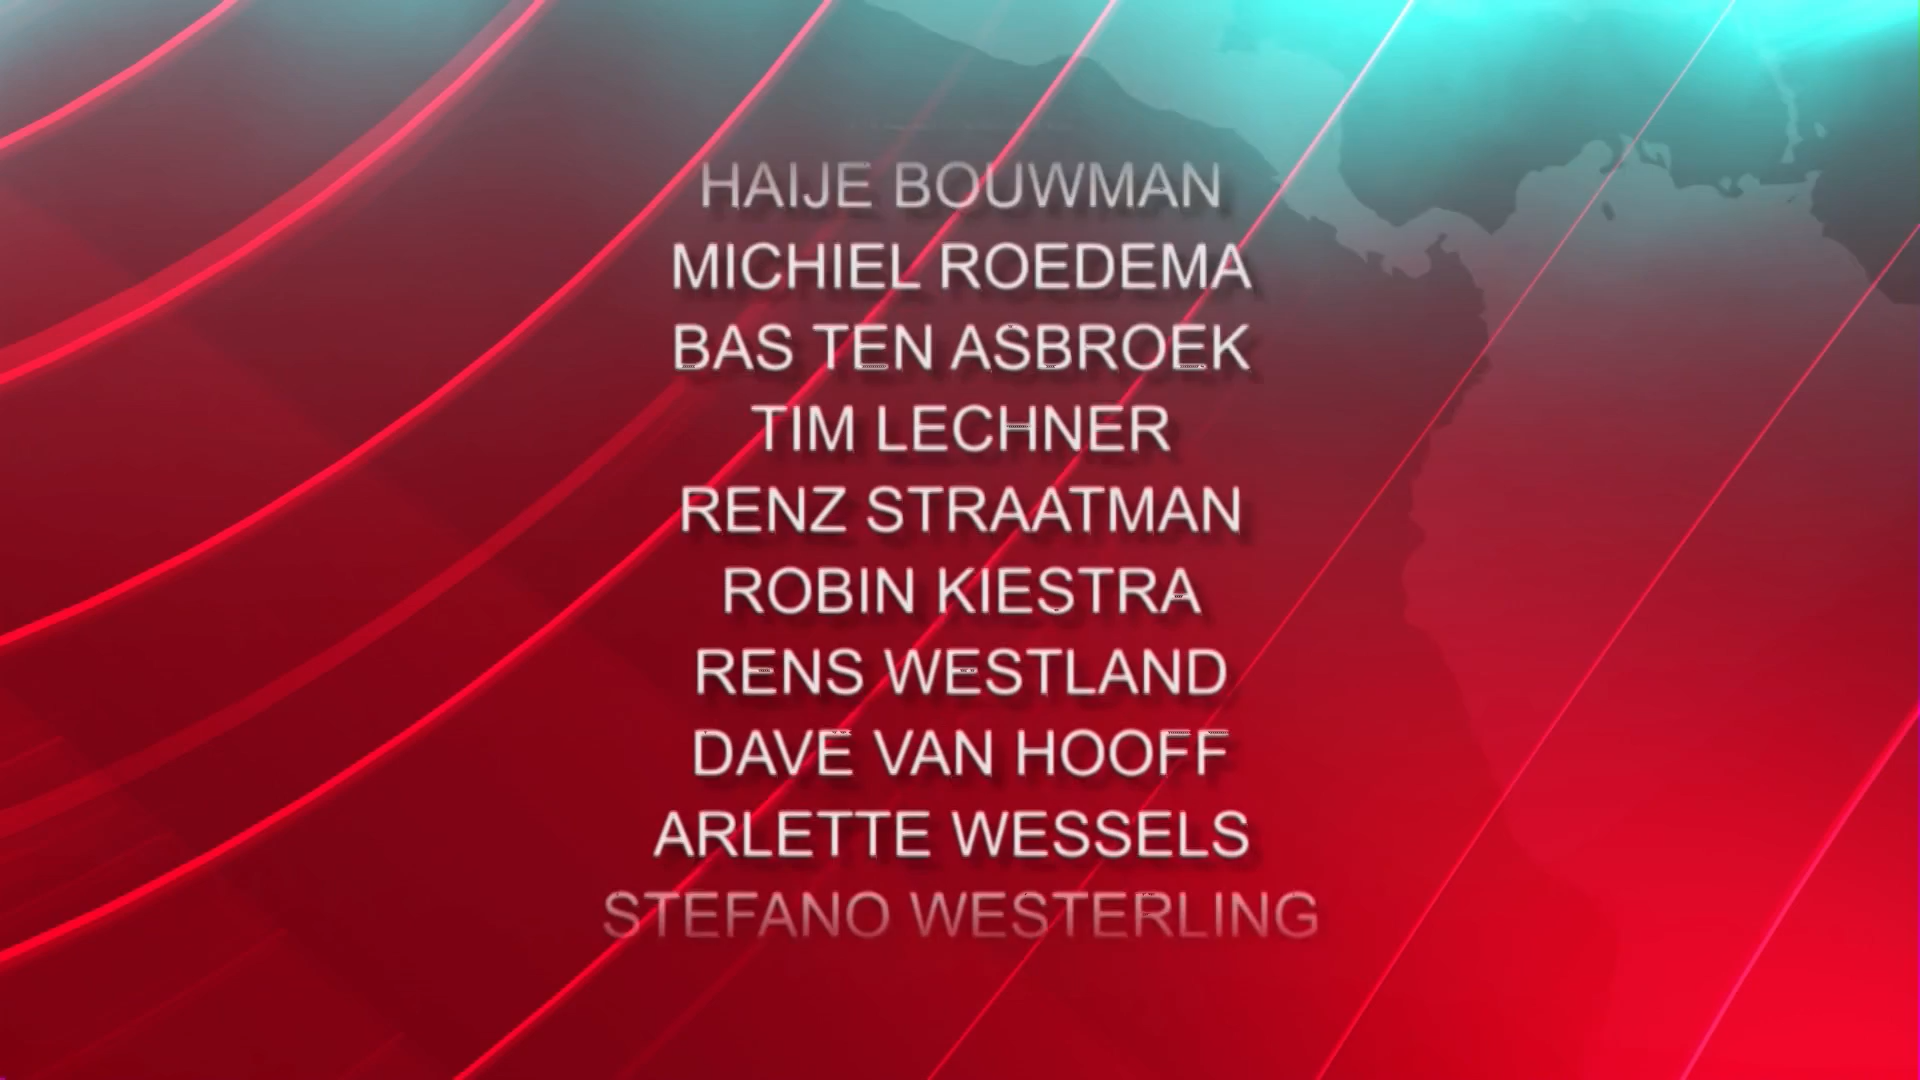 HAIJE BOUWMAN
MICHIEL ROEDEMA
BAS TEN ASBROEK
TIM LECHNER
RENZ STRAATMAN
ROBIN KIESTRA
RENS WESTLAND
DAVE VAN HOOFF
ARLETTE WESSELS
STEFANO WESTERLING